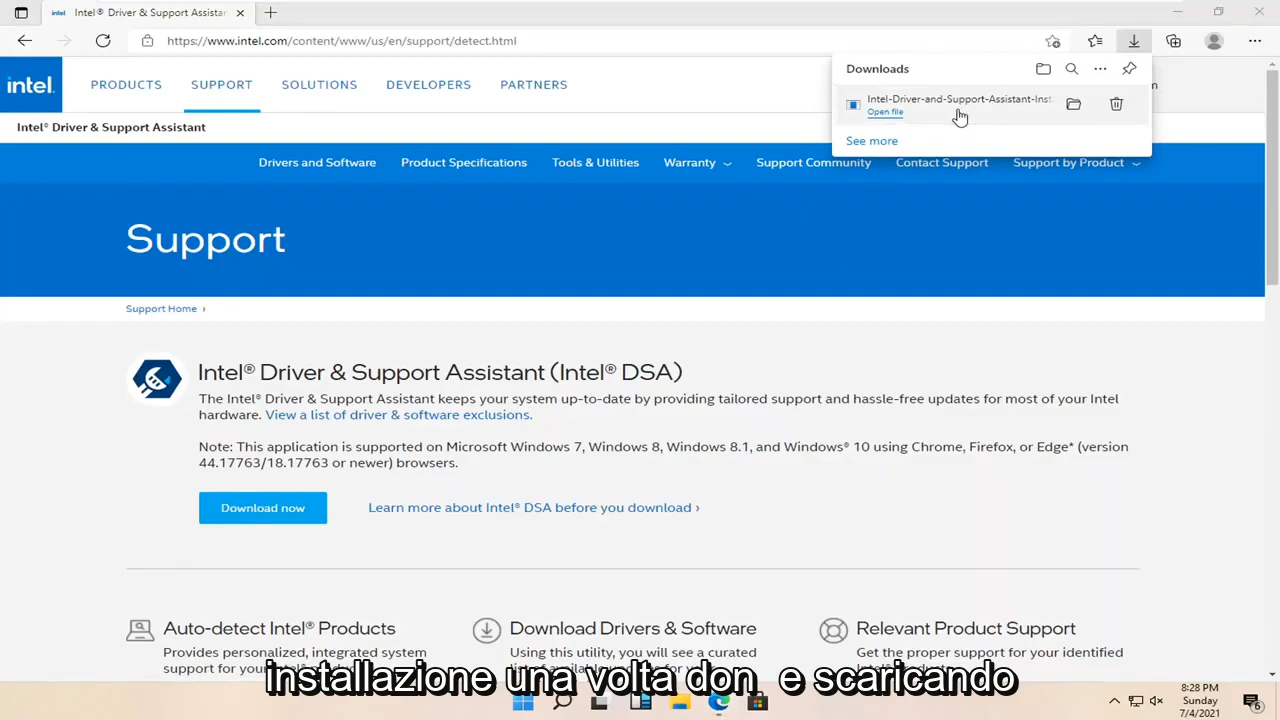 Intel® Driver & Support Assistan
https://www.intel.com/content/www/us/en/support/detect.html
Downloads
Intel-Driver-and-Support-Assistant-Inst
Open file
See more
intel.
PRODUCTS SUPPORT SOLUTIONS DEVELOPERS PARTNERS
Intel® Driver & Support Assistant
Drivers and Software Product Specifications Tools & Utilities Warranty Support Community Contact Support Support by Product
Support
Support Home ›
Intel® Driver & Support Assistant (Intel® DSA)
The Intel® Driver & Support Assistant keeps your system up-to-date by providing tailored support and hassle-free updates for most of your Intel
hardware. View a list of driver & software exclusions.
Note: This application is supported on Microsoft Windows 7, Windows 8, Windows 8.1, and Windows® 10 using Chrome, Firefox, or Edge* (version
44.17763/18.17763 or newer) browsers.
Download now Learn more about Intel® DSA before you download ›
Auto-detect Intel® Products
Provides personalized, integrated system
support for your
Download Drivers & Software
Using this utility, you will see a curated
Relevant Product Support
Get the proper support for your identified
installazione una volta don e scaricando
8:28 PM
Sunday
7/4/2021
6